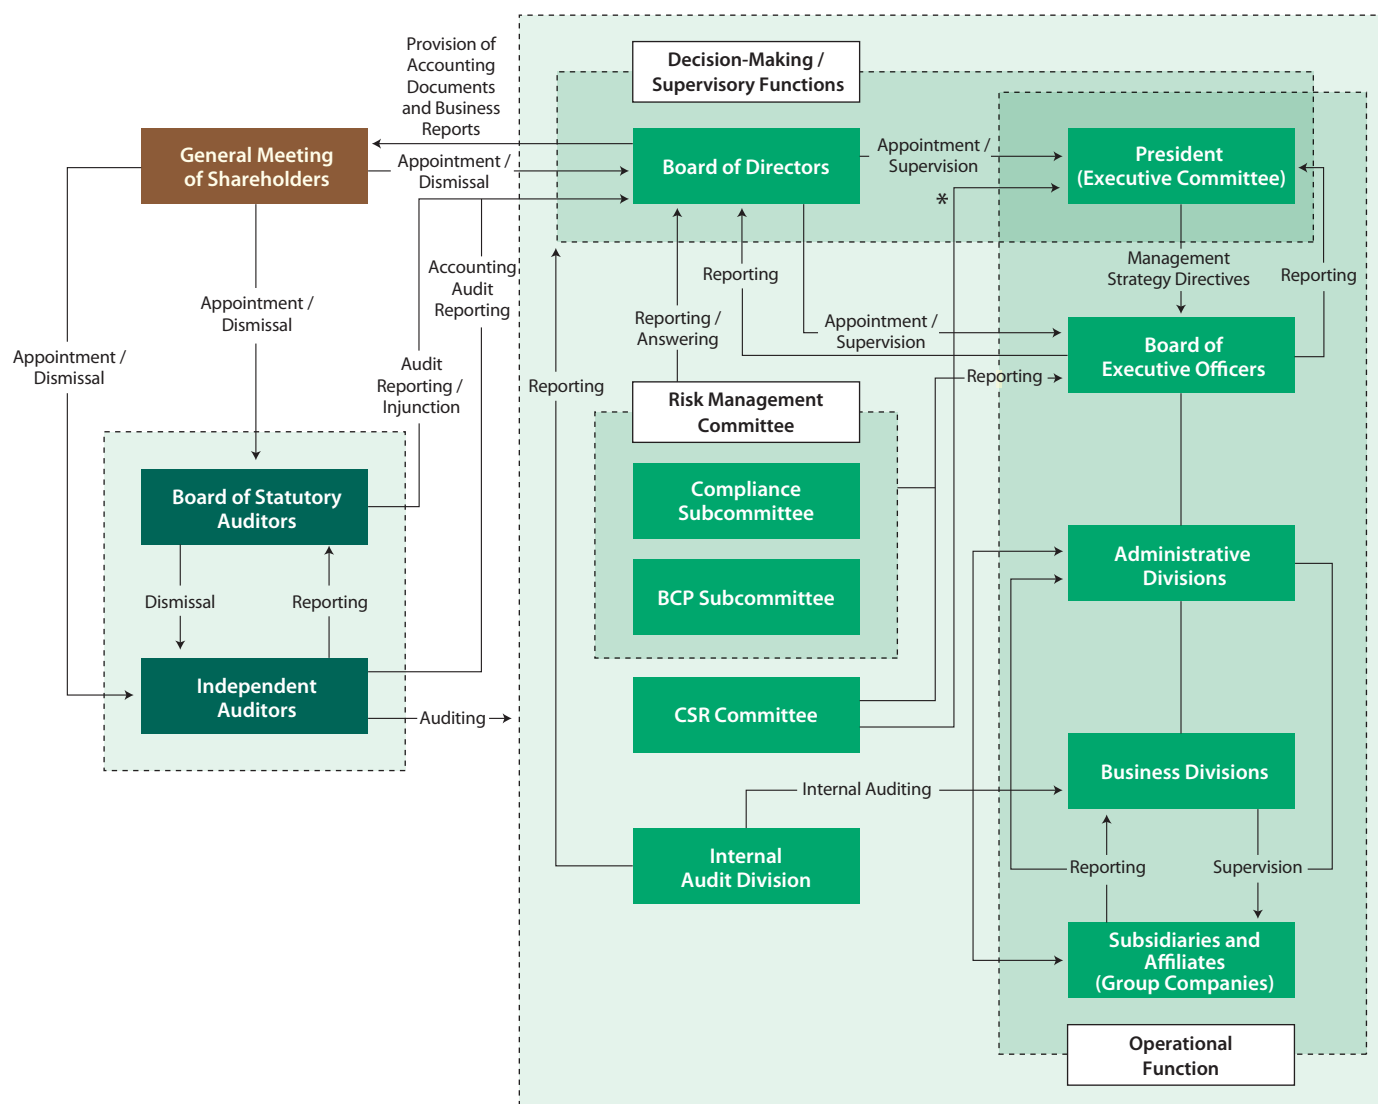 Provision of
Accounting
Documents
and Business
Reports
Decision-Making /
Supervisory Functions
General Meeting
of Shareholders
Appointment /
Dismissal
Board of Directors
Appointment /
Supervision
President
(Executive Committee)
*
Accounting
Audit
Reporting
Reporting
Management
Strategy Directives
Reporting
Appointment /
Dismissal
Reporting /
Answering
Appointment /
Supervision
Board of
Executive Officers
Appointment /
Dismissal
Audit
Reporting /
Injunction
Reporting
Reporting
Risk Management
Committee
Board of Statutory
Auditors
Compliance
Subcommittee
Administrative
Divisions
Dismissal
Reporting
BCP Subcommittee
Independent
Auditors
Auditing
CSR Committee
Business Divisions
Internal Auditing
Internal
Audit Division
Reporting
Supervision
Subsidiaries and
Affiliates
(Group Companies)
Operational
Function